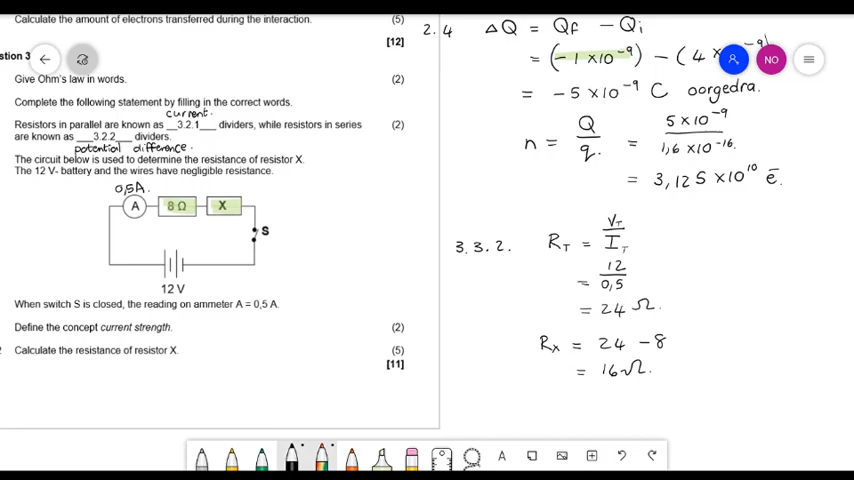 Calculate the amount of electrons transferred during the interaction. (5)
[12]
stion 3
Give Ohm's law in words. (2)
Complete the following statement by filling in the correct words.
current.
Resistors in parallel are known as __3.2.1___ dividers, while resistors in series (2)
are known as ___3.2.2___ dividers.
potential difference.
The circuit below is used to determine the resistance of resistor X.
The 12 V- battery and the wires have negligible resistance.
0,5A.
A 8 Ω X
S
12 V
When switch S is closed, the reading on ammeter A = 0,5 A.
Define the concept current strength. (2)
2 Calculate the resistance of resistor X. (5)
[11]
2.4 ΔQ = Qf − Qi
= (−1 ×10⁻⁹) − (4 × ⁻⁹)
= −5 ×10⁻⁹ C oorgedra.
n = Q/q. = 5 ×10⁻⁹/1,6 ×10⁻¹⁶.
= 3,125 ×10¹⁰ ē.
3.3.2. R_T = V_T/I_T
= 12/0,5
= 24 Ω.
Rx = 24 − 8
= 16 Ω.
NO
A